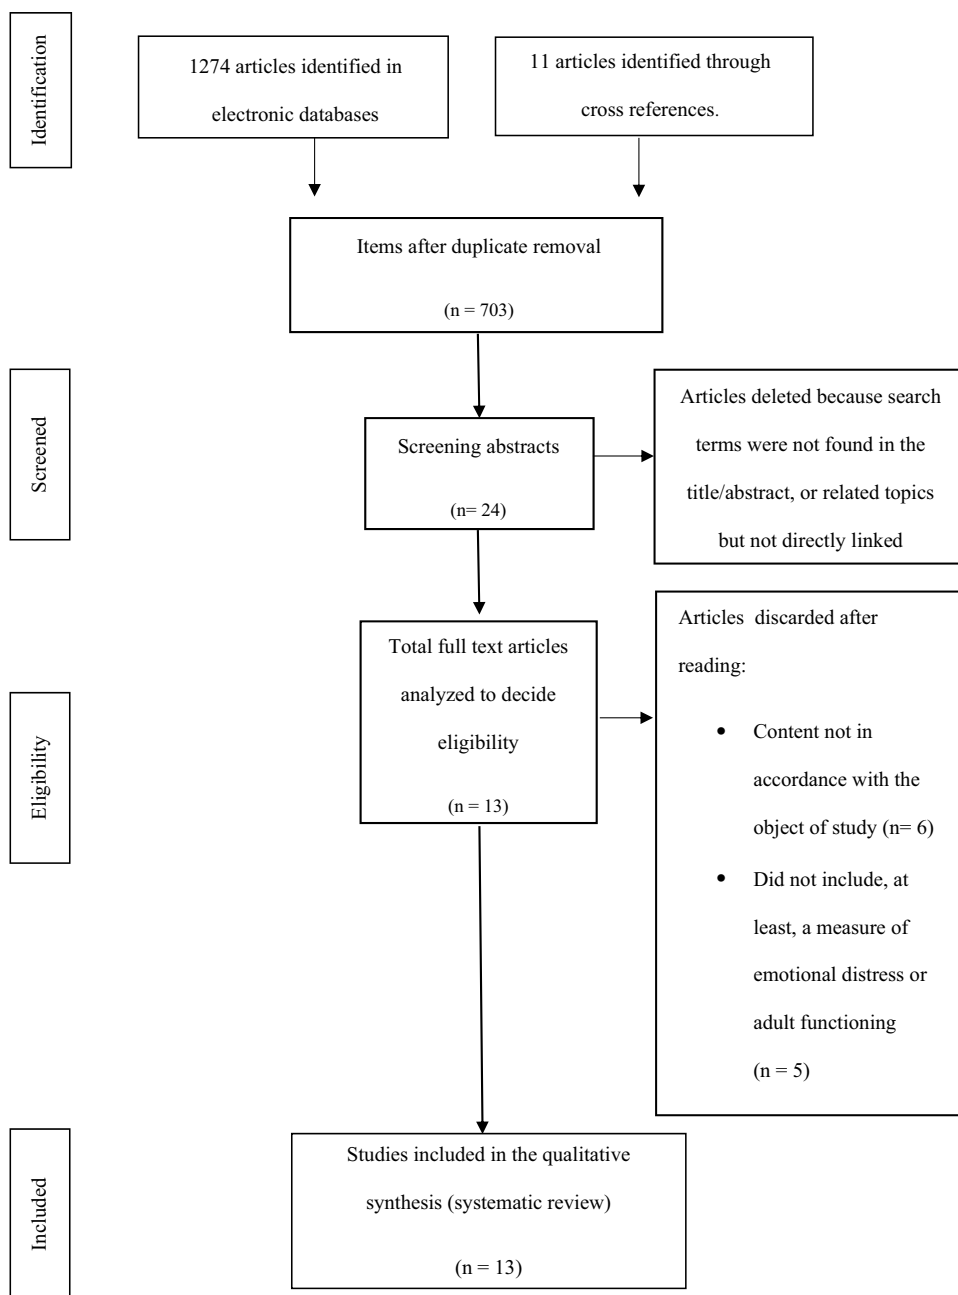 Identification
1274 articles identified in
electronic databases
11 articles identified through
cross references.
Items after duplicate removal
(n = 703)
Screened
Screening abstracts
(n= 24)
Articles deleted because search
terms were not found in the
title/abstract, or related topics
but not directly linked
Eligibility
Total full text articles
analyzed to decide
eligibility
(n = 13)
Articles discarded after
reading:
• Content not in
accordance with the
object of study (n= 6)
• Did not include, at
least, a measure of
emotional distress or
adult functioning
(n = 5)
Included
Studies included in the qualitative
synthesis (systematic review)
(n = 13)